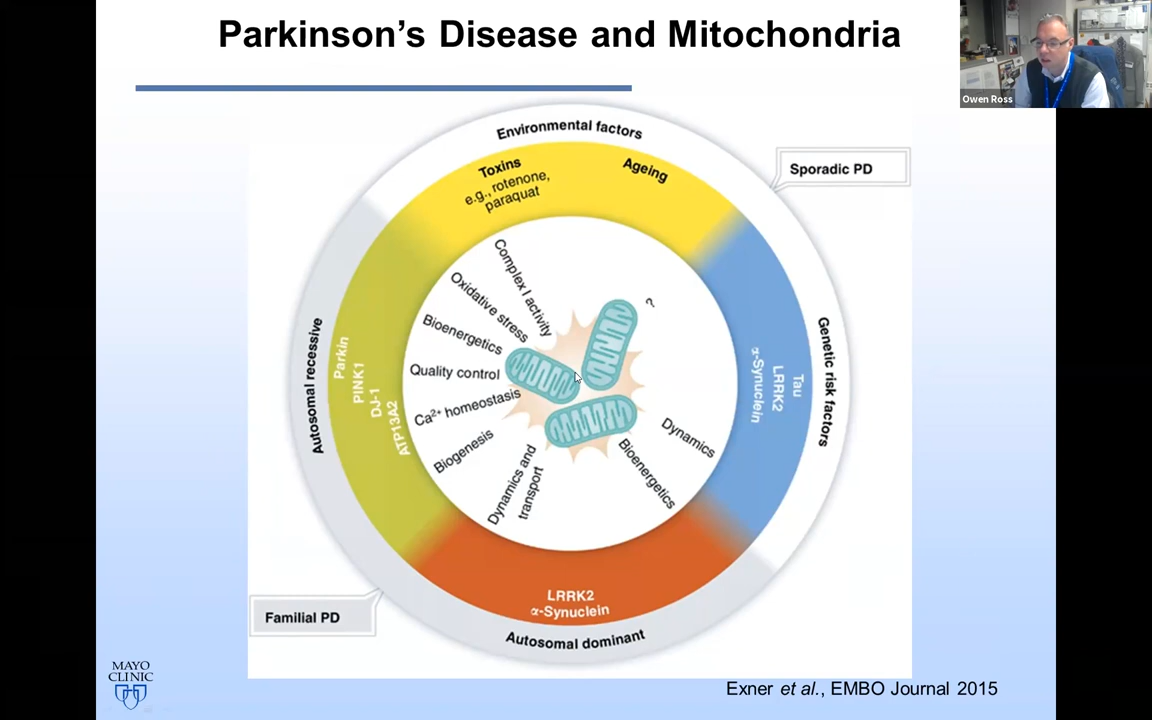 Parkinson's Disease and Mitochondria
Owen Ross
Environmental factors
Toxins
e.g., rotenone,
paraquat
Ageing
Sporadic PD
Complex I activity
Oxidative stress
Bioenergetics
Quality control
Ca²⁺ homeostasis
Biogenesis
Dynamics and
transport
?
Dynamics
Bioenergetics
Autosomal recessive
Parkin
PINK1
DJ-1
ATP13A2
α-Synuclein
LRRK2
Tau
Genetic risk factors
LRRK2
α-Synuclein
Autosomal dominant
Familial PD
MAYO
CLINIC
Exner et al., EMBO Journal 2015